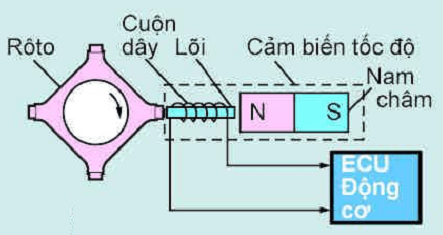 Rôto
Cuộn
dây
Lõi
Cảm biến tốc độ
Nam
châm
N
S
ECU
Động
cơ